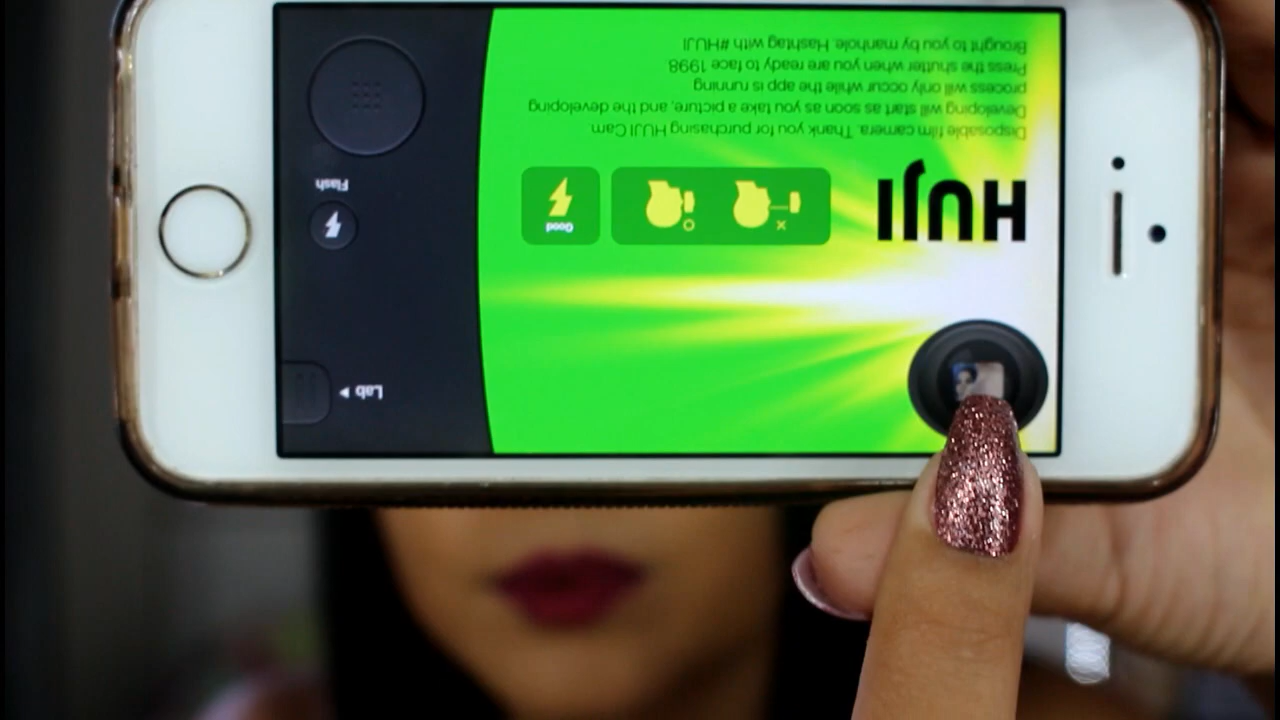 HUJI
Disposable film camera. Thank you for purchasing HUJI Cam
Developing will start as soon as you take a picture, and the developing
process will only occur while the app is running
Press the shutter when you are ready to face 1998
Brought to you by manhole. Hashtag with #HUJI
Good
Flash
Lab